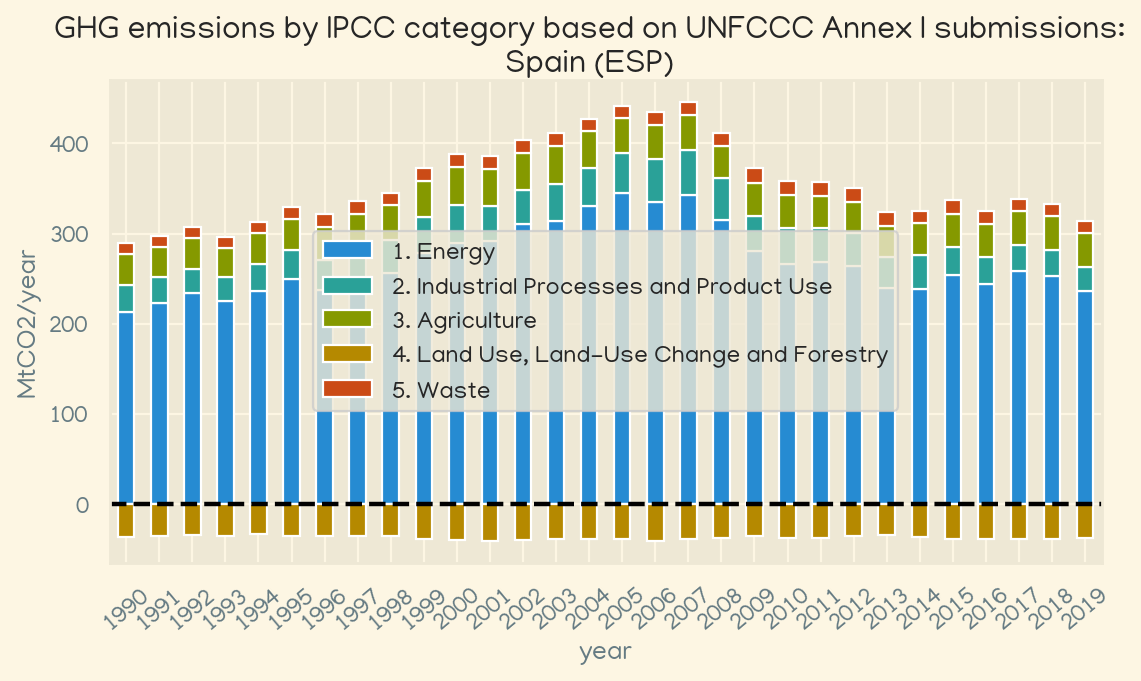 GHG emissions by IPCC category based on UNFCCC Annex I submissions:
Spain (ESP)
MtCO2/year
400
300
200
100
0
1. Energy
2. Industrial Processes and Product Use
3. Agriculture
4. Land Use, Land-Use Change and Forestry
5. Waste
1990 1991 1992 1993 1994 1995 1996 1997 1998 1999 2000 2001 2002 2003 2004 2005 2006 2007 2008 2009 2010 2011 2012 2013 2014 2015 2016 2017 2018 2019
year